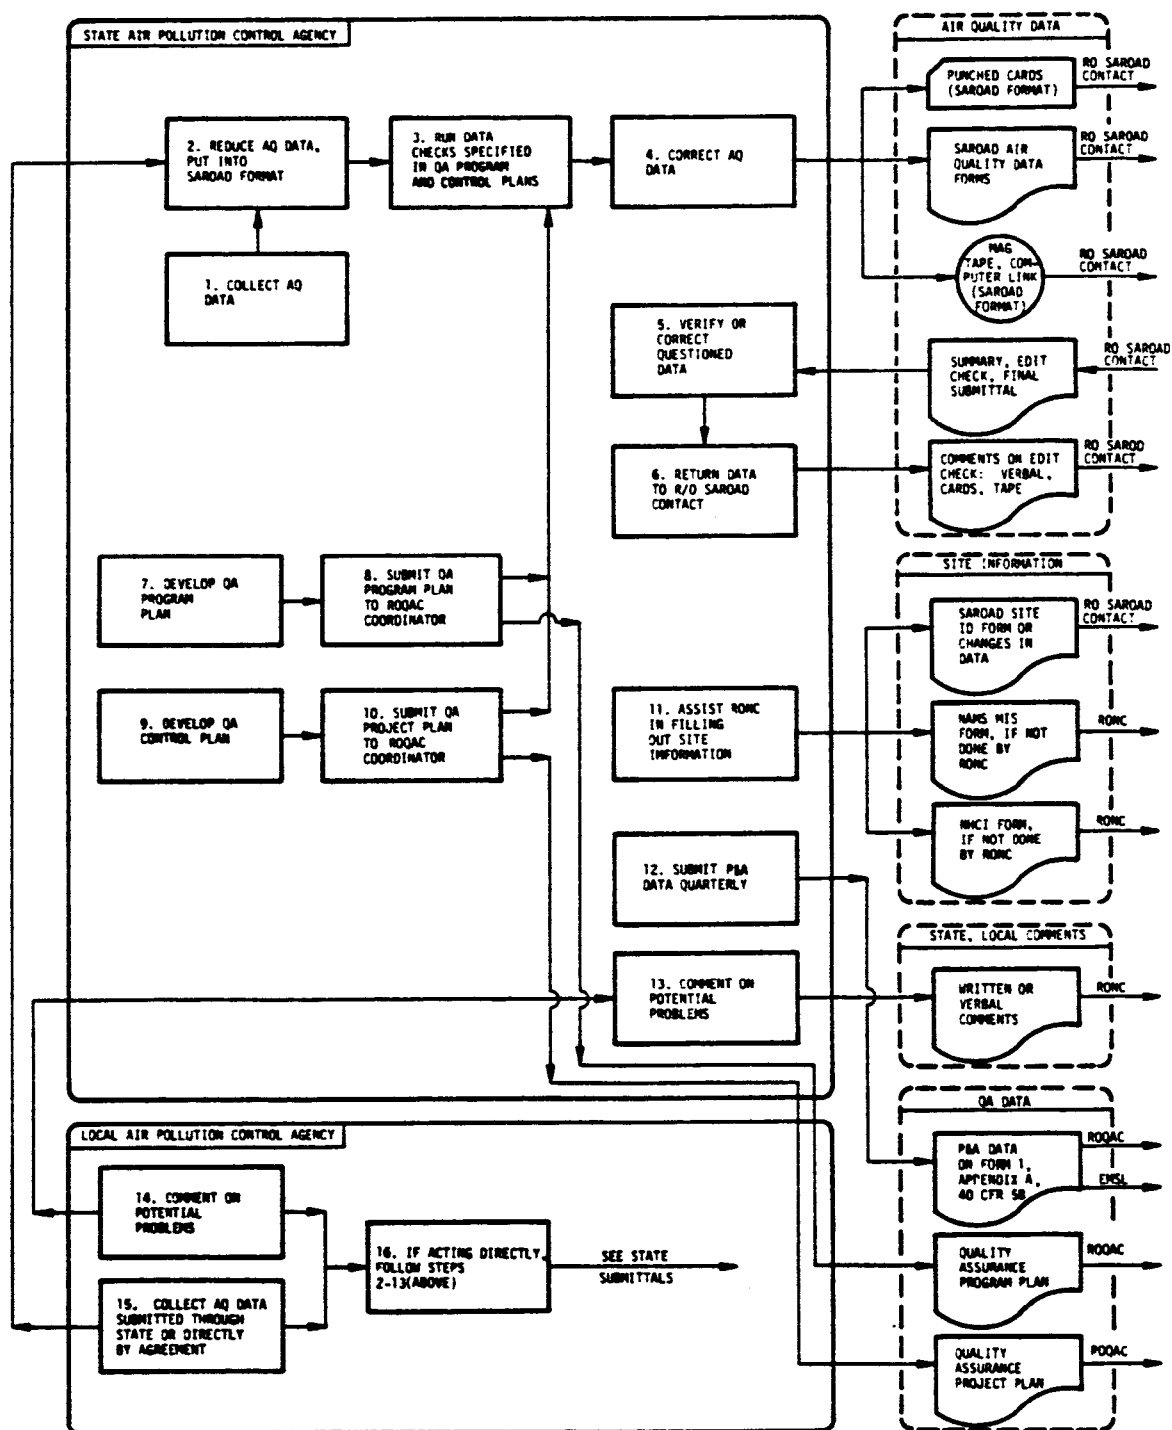 STATE AIR POLLUTION CONTROL AGENCY
2. REDUCE AQ DATA,
PUT INTO
SAROAD FORMAT
3. RUN DATA
CHECKS SPECIFIED
IN QA PROGRAM
AND CONTROL PLANS
4. CORRECT AQ
DATA
1. COLLECT AQ
DATA
5. VERIFY OR
CORRECT
QUESTIONED
DATA
6. RETURN DATA
TO R/O SAROAD
CONTACT
7. DEVELOP QA
PROGRAM
PLAN
8. SUBMIT QA
PROGRAM PLAN
TO ROQAC
COORDINATOR
9. DEVELOP QA
CONTROL PLAN
10. SUBMIT QA
PROJECT PLAN
TO ROQAC
COORDINATOR
11. ASSIST RONC
IN FILLING
OUT SITE
INFORMATION
12. SUBMIT P&A
DATA QUARTERLY
13. COMMENT ON
POTENTIAL
PROBLEMS
LOCAL AIR POLLUTION CONTROL AGENCY
14. COMMENT ON
POTENTIAL
PROBLEMS
15. COLLECT AQ DATA
SUBMITTED THROUGH
STATE OR DIRECTLY
BY AGREEMENT
16. IF ACTING DIRECTLY,
FOLLOW STEPS
2-13(ABOVE)
SEE STATE
SUBMITTALS
AIR QUALITY DATA
PUNCHED CARDS
(SAROAD FORMAT)
RO SAROAD
CONTACT
SAROAD AIR
QUALITY DATA
FORMS
RO SAROAD
CONTACT
MAG
TAPE, COM-
PUTER LINK
(SAROAD
FORMAT)
RO SAROAD
CONTACT
SUMMARY, EDIT
CHECK, FINAL
SUBMITTAL
RO SAROAD
CONTACT
COMMENTS ON EDIT
CHECK: VERBAL,
CARDS, TAPE
RO SAROD
CONTACT
SITE INFORMATION
SAROAD SITE
ID FORM OR
CHANGES IN
DATA
RO SAROAD
CONTACT
NAMS MIS
FORM, IF NOT
DONE BY
RONC
RONC
NHCI FORM,
IF NOT DONE
BY RONC
RONC
STATE, LOCAL COMMENTS
WRITTEN OR
VERBAL
COMMENTS
RONC
QA DATA
P&A DATA
ON FORM 1,
APPENDIX A,
40 CFR 58
ROQAC
EMSL
QUALITY
ASSURANCE
PROGRAM PLAN
ROQAC
QUALITY
ASSURANCE
PROJECT PLAN
ROQAC